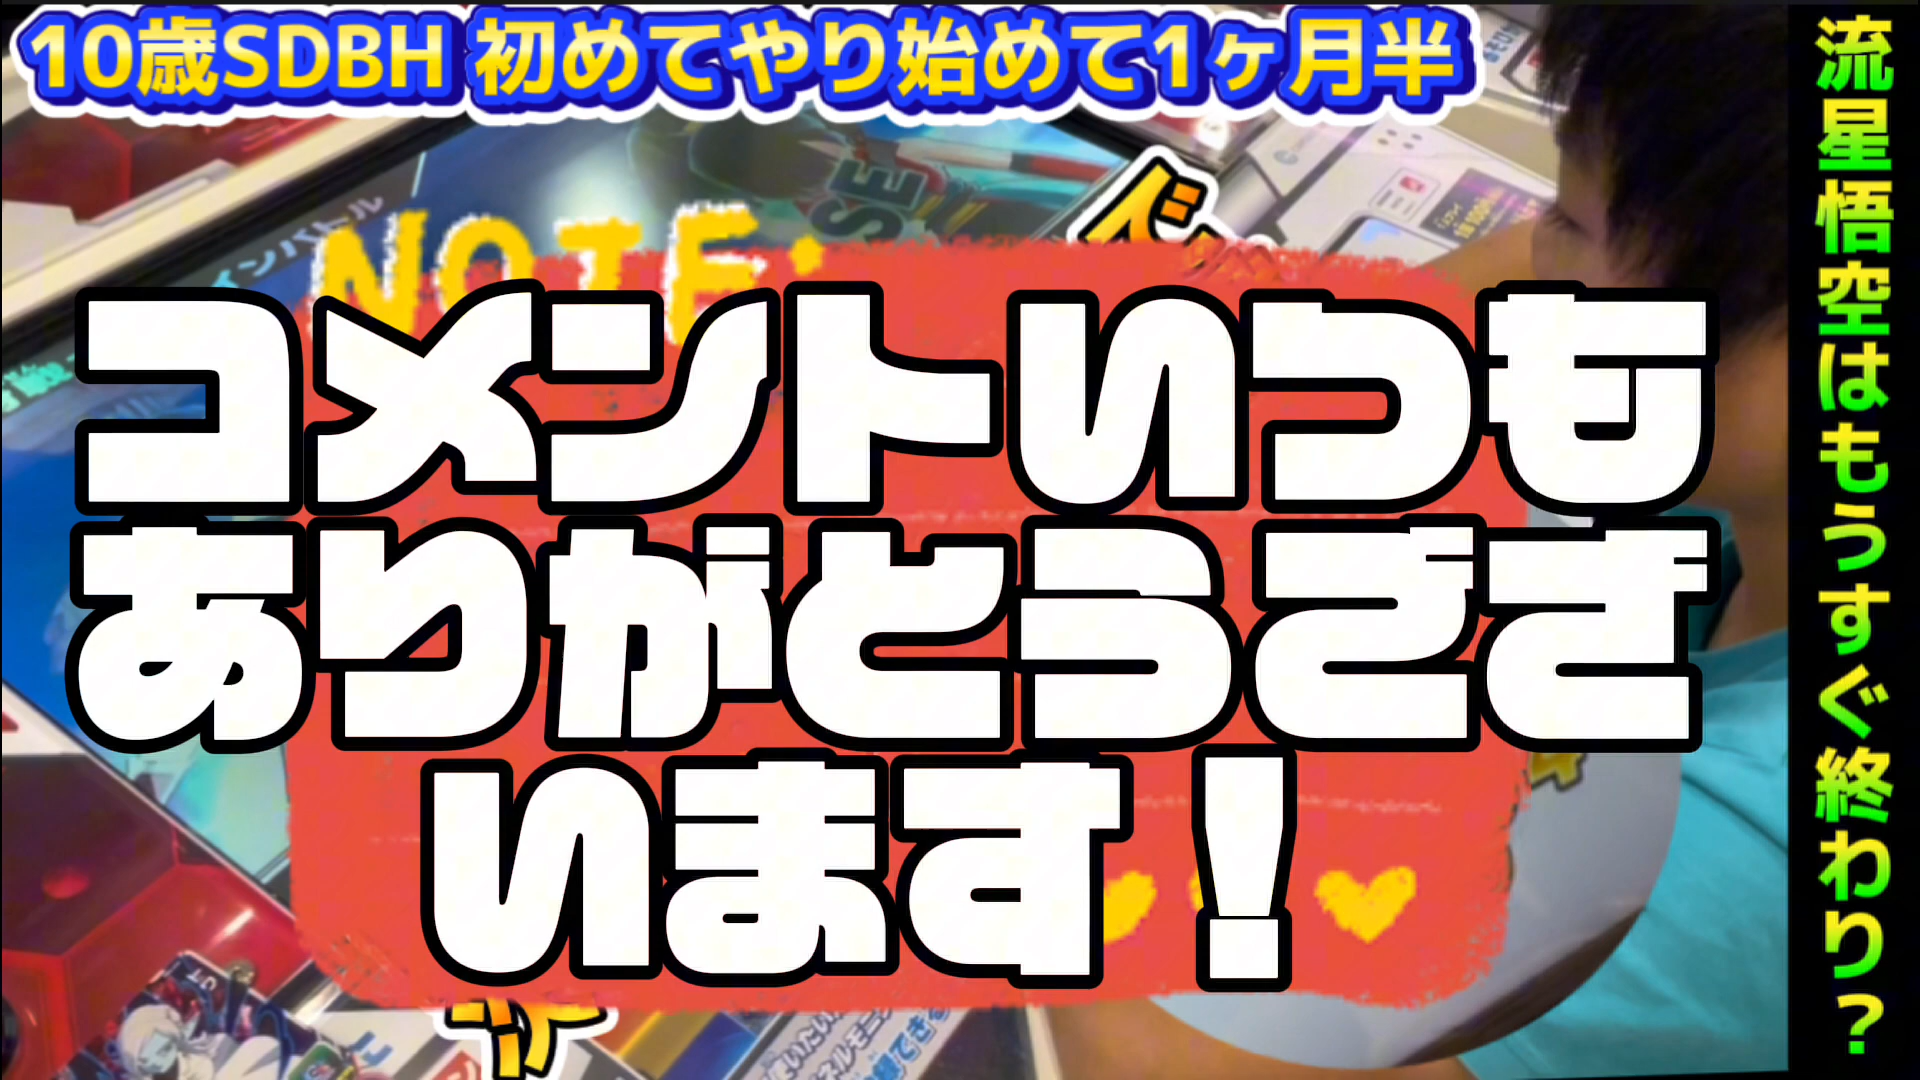 10歳SDBH 初めてやり始めて1ヶ月半
流星悟空はもうすぐ終わり?
NOTE:
コメントいつも
ありがとうござ
います!